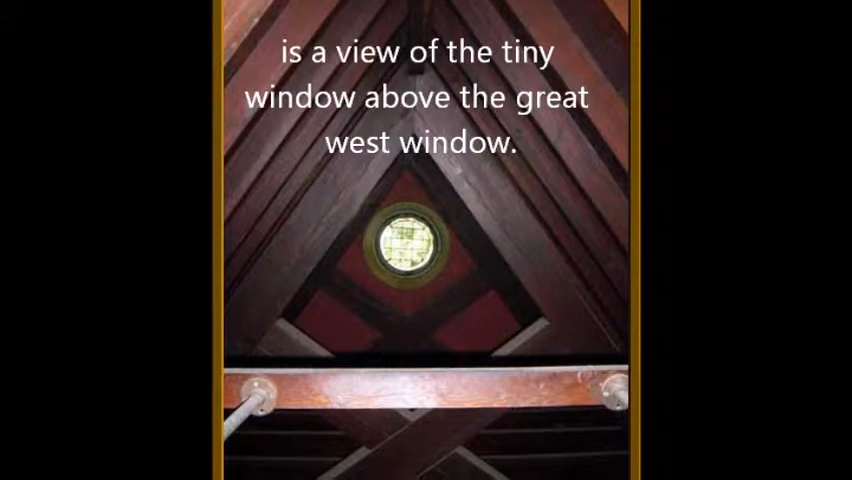 is a view of the tiny
window above the great
west window.